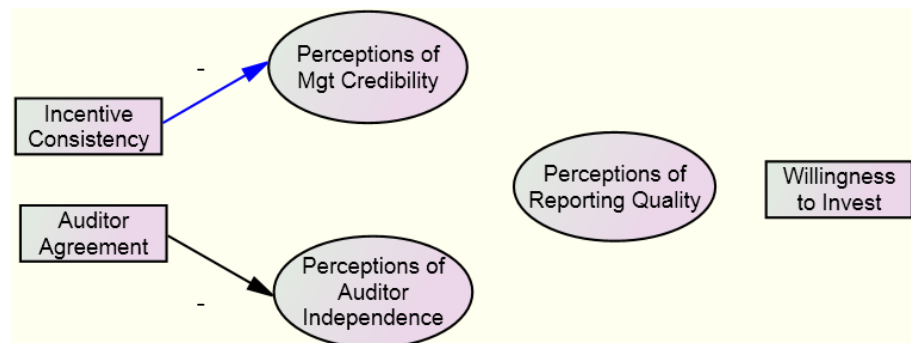 Perceptions of
Mgt Credibility
-
Incentive
Consistency
Perceptions of
Reporting Quality
Willingness
to Invest
Auditor
Agreement
Perceptions of
Auditor
Independence
-